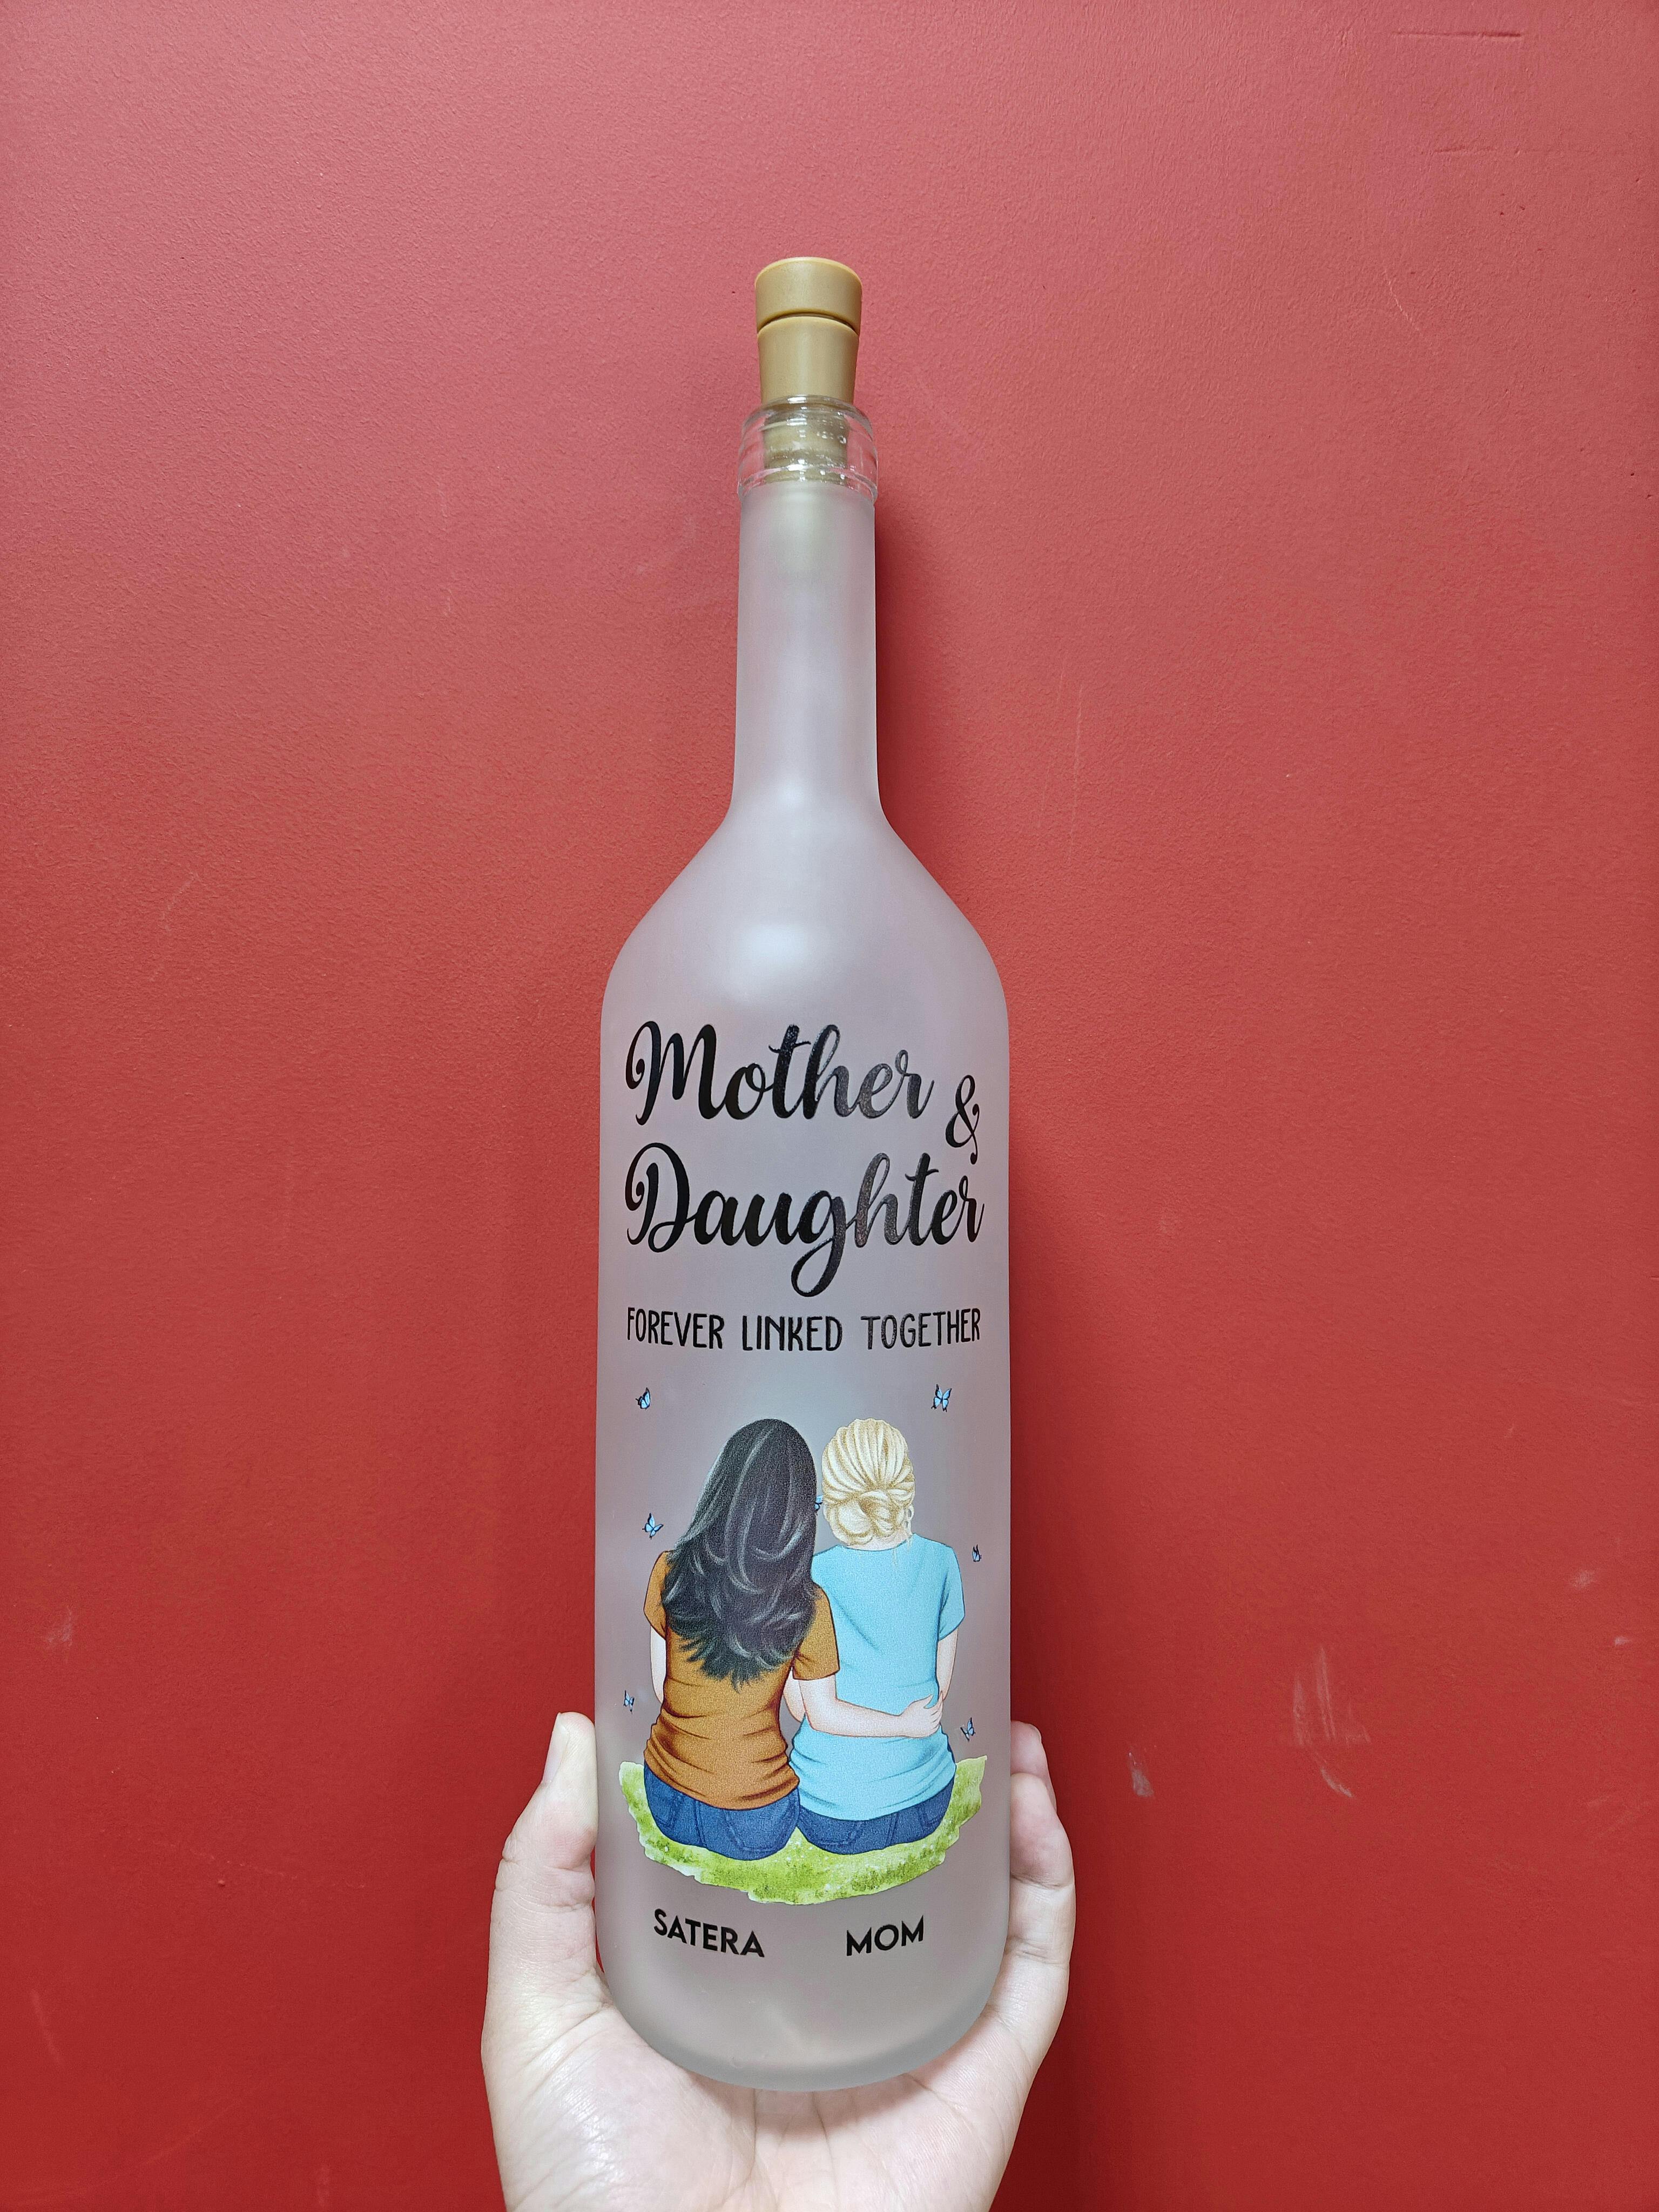 Mother &
Daughter
FOREVER LINKED TOGETHER
SATERA MOM